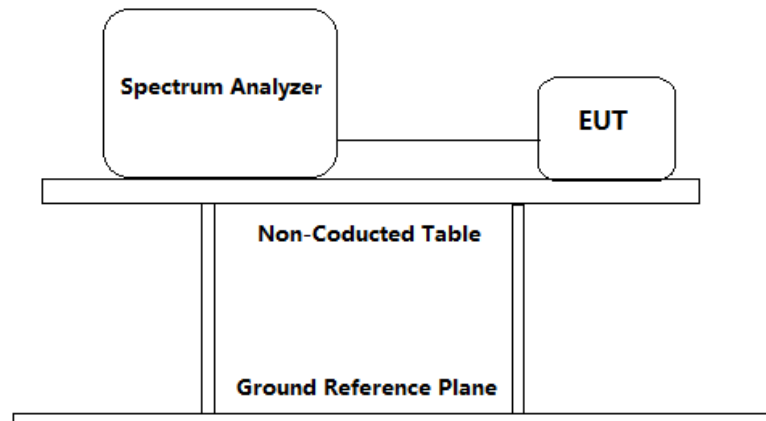 Spectrum Analyzer
EUT
Non-Coducted Table
Ground Reference Plane